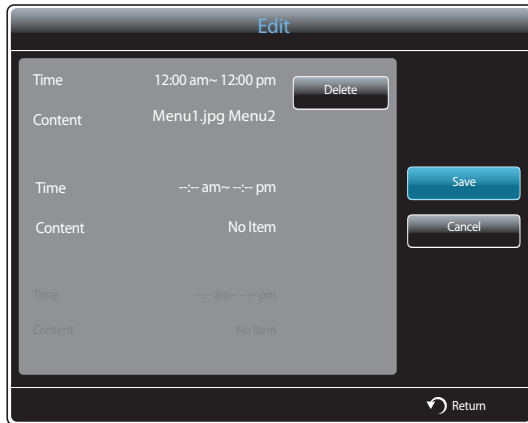 Edit
Time 12:00 am~ 12:00 pm
Delete
Content Menu1.jpg Menu2
Time --:-- am~ --:-- pm
Save
Content No Item
Cancel
Time --:-- am~ --:-- pm
Content No Item
Return